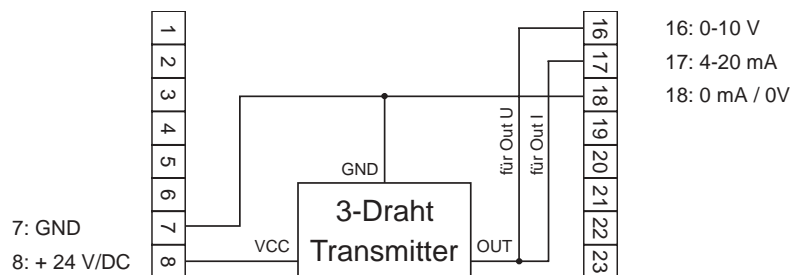 1
2
3
4
5
6
7
8
7: GND
8: + 24 V/DC
GND
VCC
3-Draht
Transmitter
OUT
für Out U
für Out I
16
17
18
19
20
21
22
23
16: 0-10 V
17: 4-20 mA
18: 0 mA / 0V